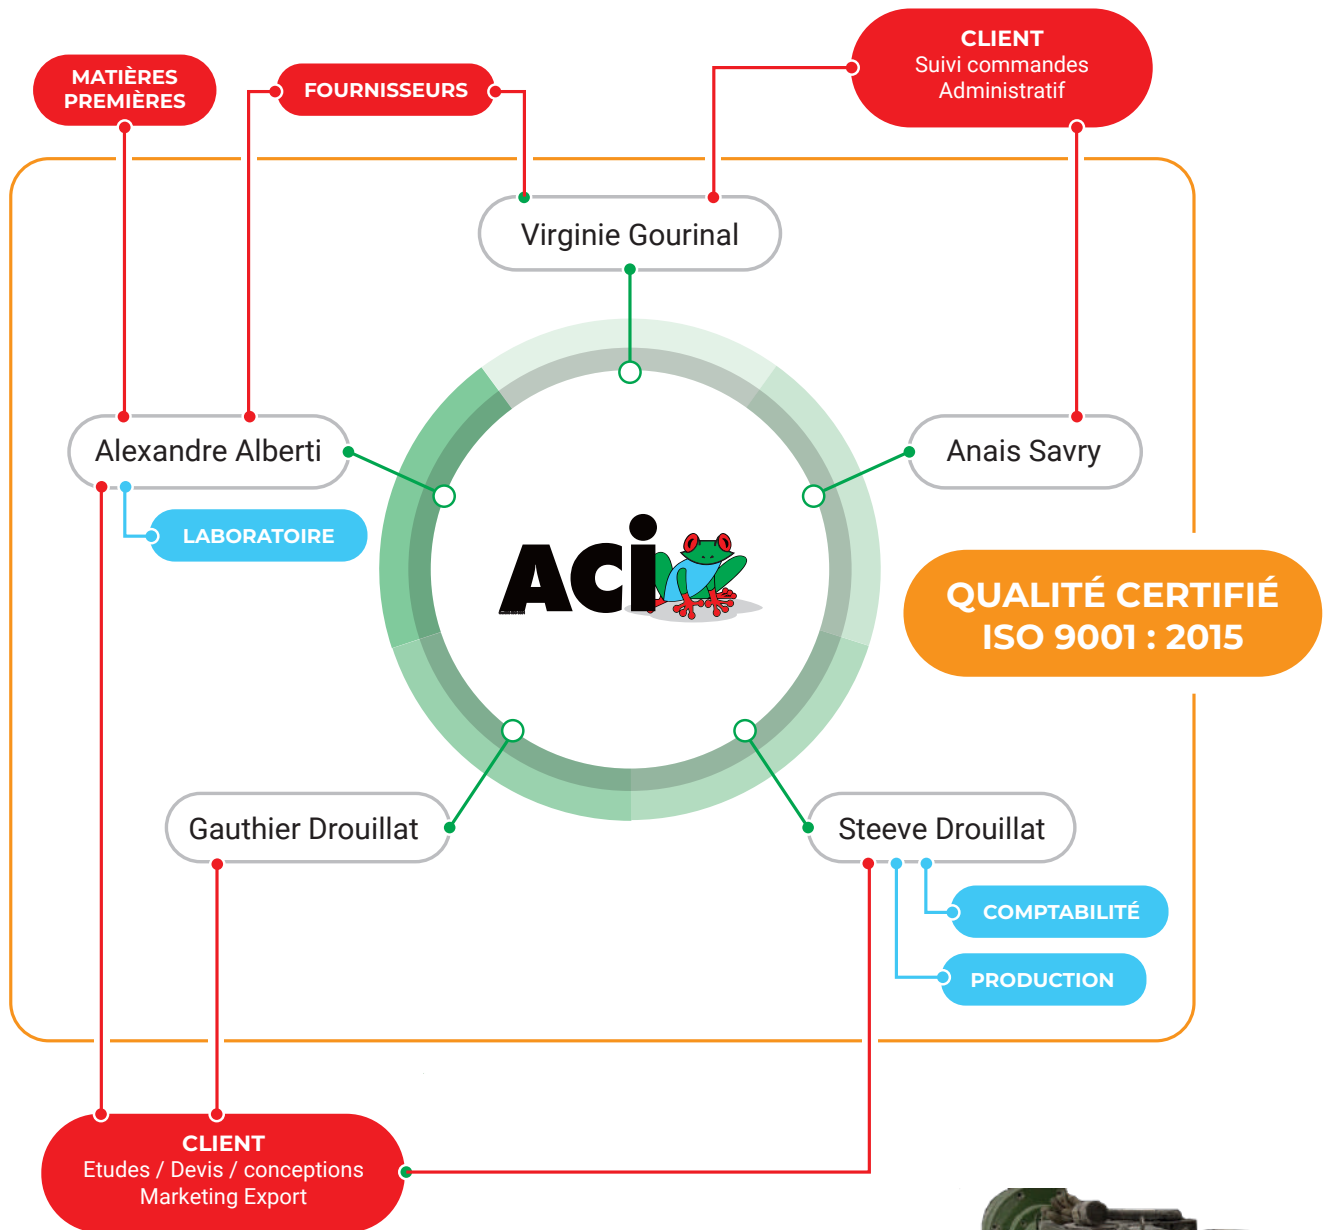 CLIENT
Suivi commandes
Administratif
MATIÈRES
PREMIÈRES
FOURNISSEURS
Virginie Gourinal
Alexandre Alberti
Anais Savry
LABORATOIRE
ACi
QUALITÉ CERTIFIÉ
ISO 9001 : 2015
Gauthier Drouillat
Steeve Drouillat
COMPTABILITÉ
PRODUCTION
CLIENT
Etudes / Devis / conceptions
Marketing Export